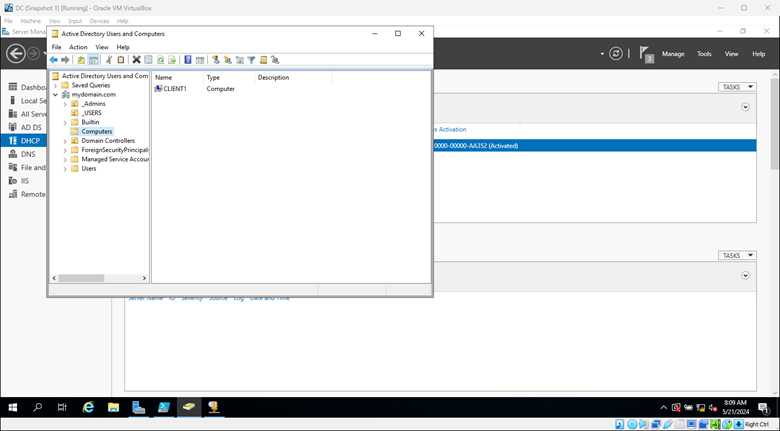 DC (Snapshot 1) [Running] - Oracle VM VirtualBox
File Machine View Input Devices Help
Server Mana
Active Directory Users and Computers
File Action View Help
Manage Tools View Help
3
Active Directory Users and Com
Saved Queries
mydomain.com
_Admins
_USERS
Builtin
Computers
Domain Controllers
ForeignSecurityPrincipals
Managed Service Accoun
Users
Name Type Description
CLIENT1 Computer
Dashbo
Local Se
All Serve
AD DS
DHCP
DNS
File and
IIS
Remote
TASKS
s Activation
0000-00000-AA352 (Activated)
TASKS
Server Name ID Severity Source Log Date and Time
8:09 AM
5/21/2024
1
Right Ctrl